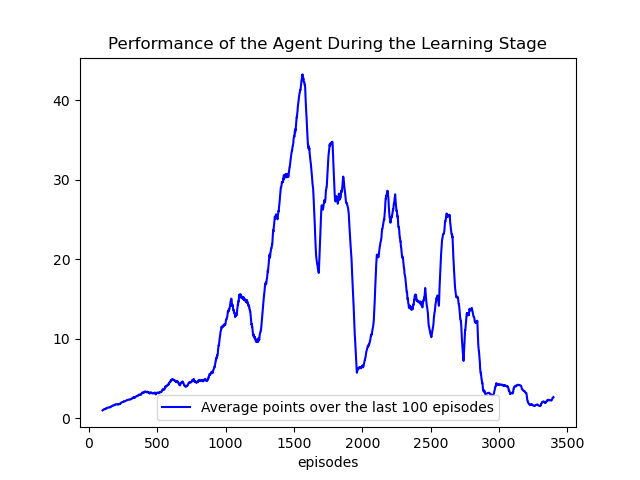 Performance of the Agent During the Learning Stage
40
30
20
10
0
Average points over the last 100 episodes
0 500 1000 1500 2000 2500 3000 3500
episodes